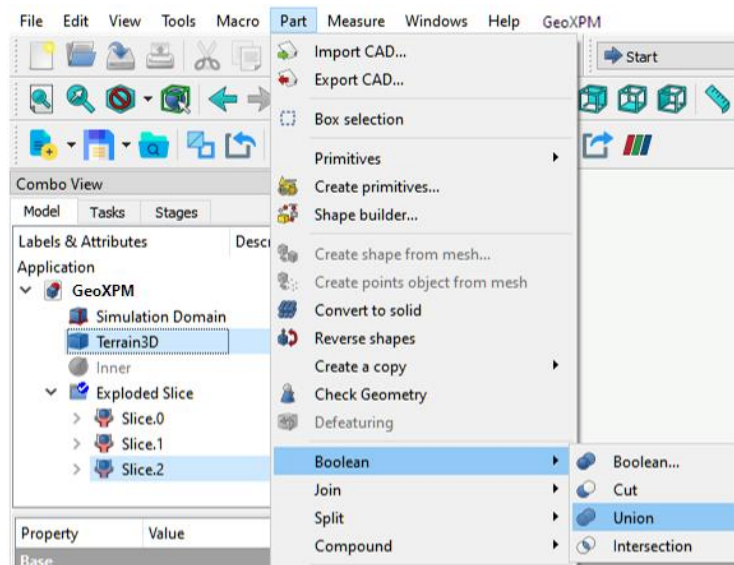 File Edit View Tools Macro Part Measure Windows Help GeoXPM
Start
Import CAD...
Export CAD...
Box selection
Primitives
Create primitives...
Shape builder...
Create shape from mesh...
Create points object from mesh
Convert to solid
Reverse shapes
Create a copy
Check Geometry
Defeaturing
Boolean
Join
Split
Compound
Boolean...
Cut
Union
Intersection
Combo View
Model Tasks Stages
Labels & Attributes
Application
GeoXPM
Simulation Domain
Terrain3D
Inner
Exploded Slice
Slice.0
Slice.1
Slice.2
Property Value
Base